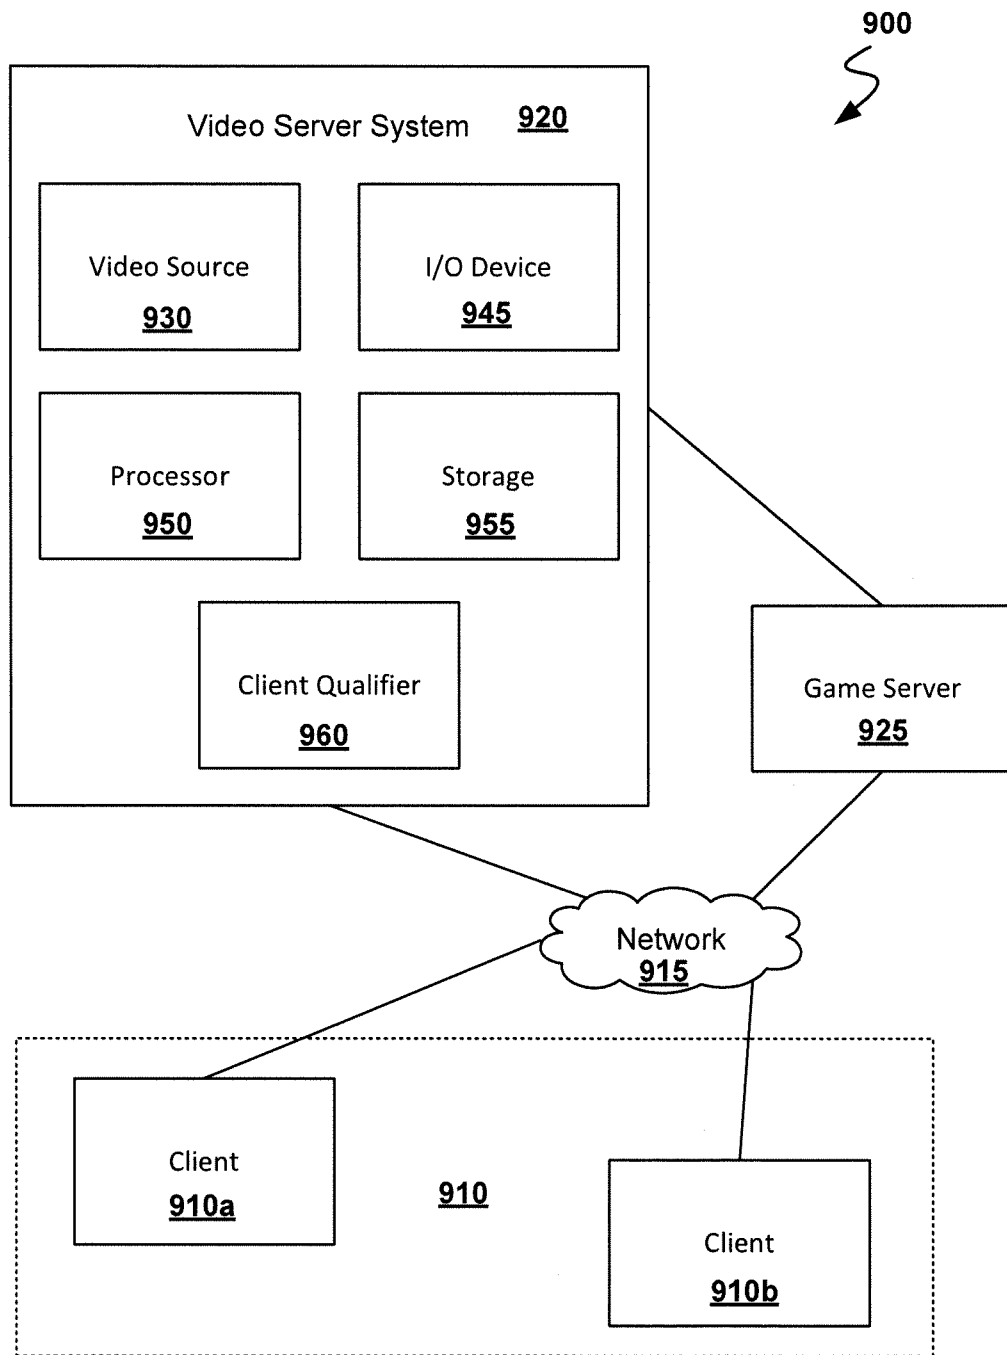 900
Video Server System 920
Video Source
930
I/O Device
945
Processor
950
Storage
955
Client Qualifier
960
Game Server
925
Network
915
Client
910a
910
Client
910b